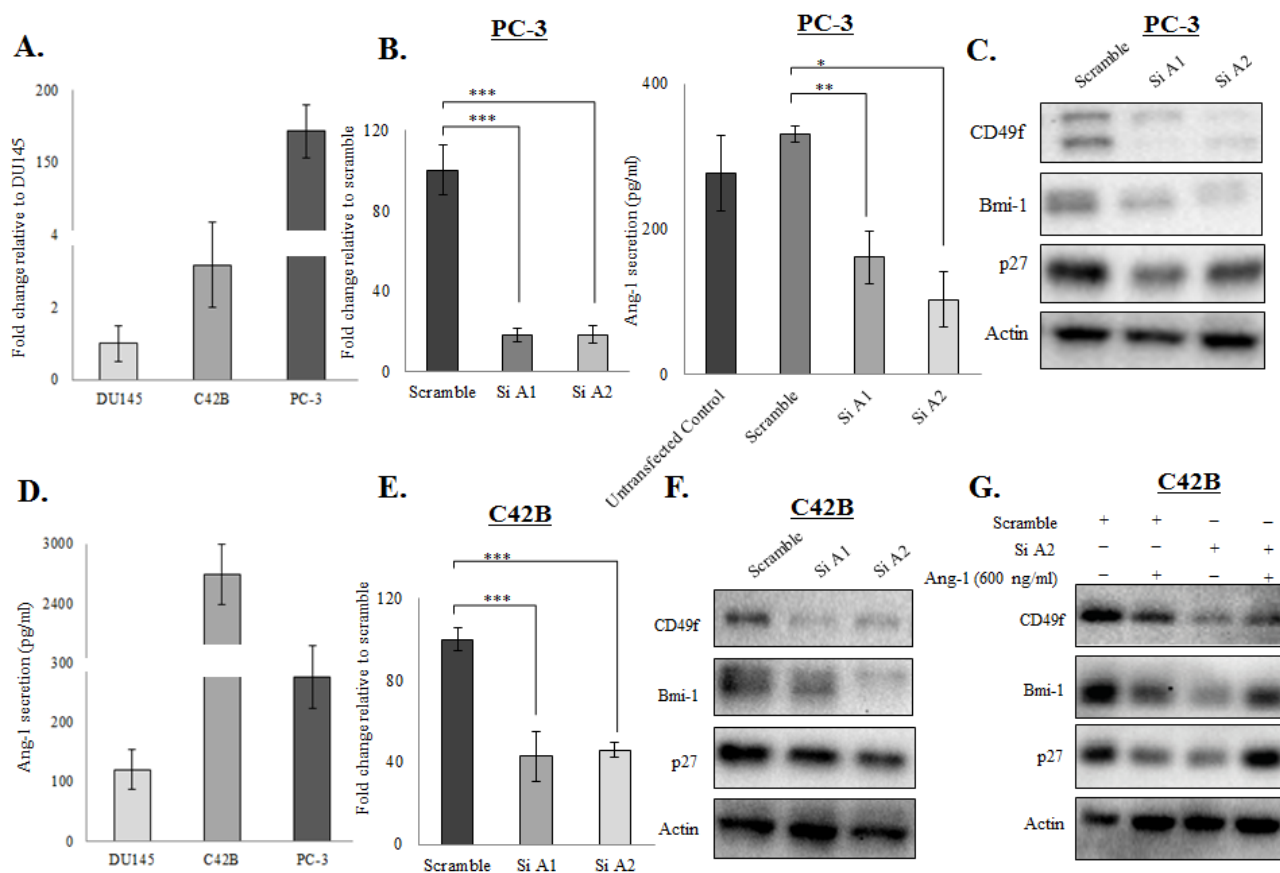 A.
Fold change relative to DU145
200
150
4
2
0
DU145 C42B PC-3
B.
PC-3
Fold change relative to scramble
120
80
40
0
***
***
Scramble Si A1 Si A2
PC-3
Ang-1 secretion (pg/ml)
400
200
0
*
**
Untransfected Control Scramble Si A1 Si A2
C.
PC-3
Scramble Si A1 Si A2
CD49f
Bmi-1
p27
Actin
D.
Ang-1 secretion (pg/ml)
3000
2400
300
200
100
0
DU145 C42B PC-3
E.
C42B
Fold change relative to scramble
120
80
40
0
***
***
Scramble Si A1 Si A2
F.
C42B
Scramble Si A1 Si A2
CD49f
Bmi-1
p27
Actin
G.
C42B
Scramble + + – –
Si A2 – – + +
Ang-1 (600 ng/ml) – + – +
CD49f
Bmi-1
p27
Actin